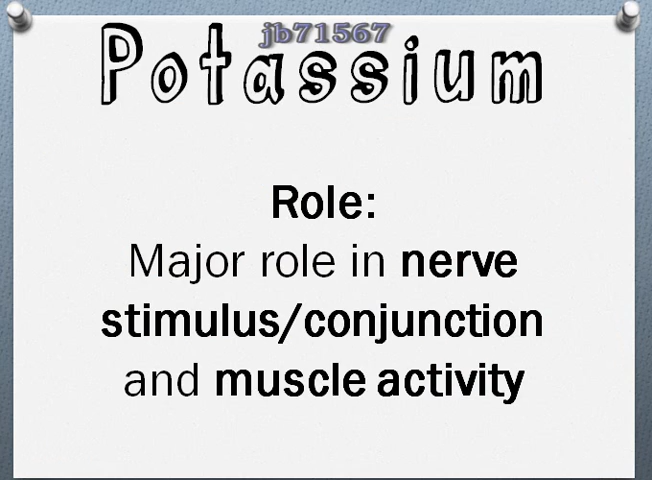 jb71567
Potassium
Role:
Major role in nerve
stimulus/conjunction
and muscle activity